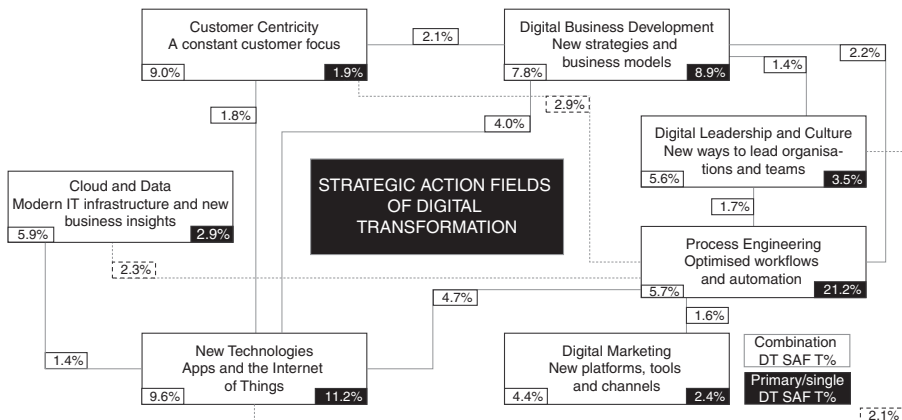 Customer Centricity
A constant customer focus
9.0%
1.9%
2.1%
Digital Business Development
New strategies and
business models
7.8%
8.9%
2.2%
1.4%
1.8%
4.0%
2.9%
Digital Leadership and Culture
New ways to lead organisa-
tions and teams
5.6%
3.5%
STRATEGIC ACTION FIELDS
OF DIGITAL
TRANSFORMATION
Cloud and Data
Modern IT infrastructure and new
business insights
5.9%
2.9%
1.7%
2.3%
Process Engineering
Optimised workflows
and automation
5.7%
21.2%
4.7%
1.6%
1.4%
New Technologies
Apps and the Internet
of Things
9.6%
11.2%
Digital Marketing
New platforms, tools
and channels
4.4%
2.4%
Combination
DT SAF T%
Primary/single
DT SAF T%
2.1%